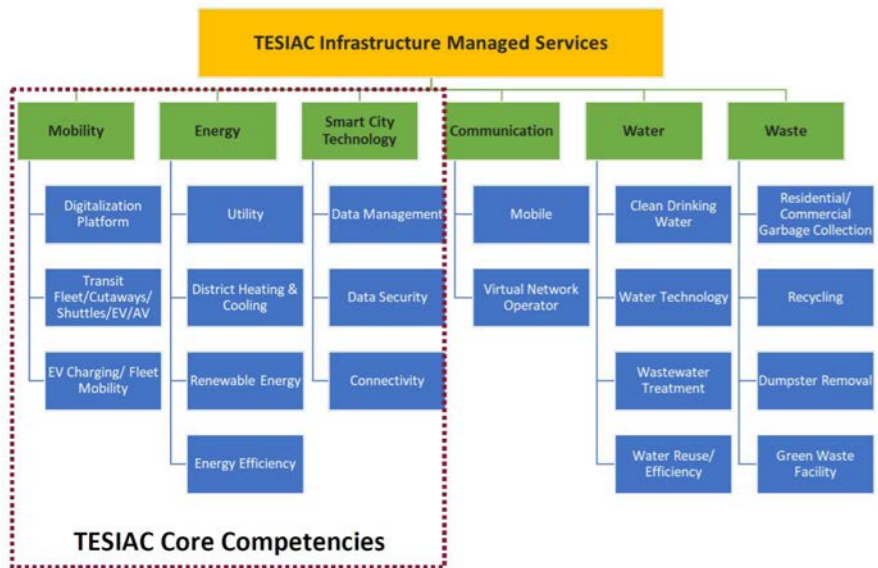 TESIAC Infrastructure Managed Services
Mobility
Energy
Smart City
Technology
Communication
Water
Waste
Digitalization
Platform
Transit
Fleet/Cutaways/
Shuttles/EV/AV
EV Charging/ Fleet
Mobility
Utility
District Heating &
Cooling
Renewable Energy
Energy Efficiency
Data Management
Data Security
Connectivity
Mobile
Virtual Network
Operator
Clean Drinking
Water
Water Technology
Wastewater
Treatment
Water Reuse/
Efficiency
Residential/
Commercial
Garbage Collection
Recycling
Dumpster Removal
Green Waste
Facility
TESIAC Core Competencies